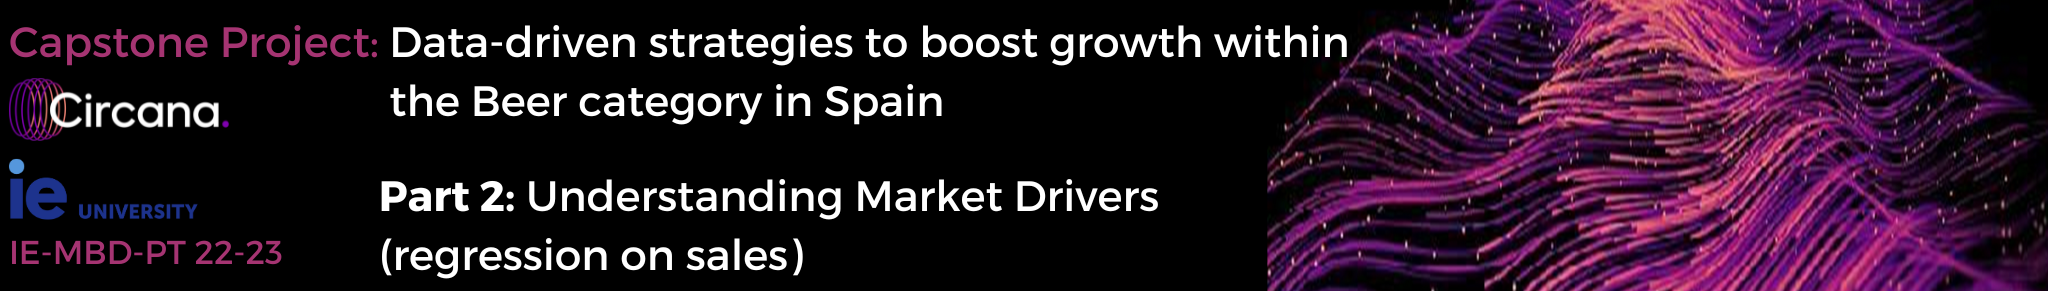 Capstone Project: Data-driven strategies to boost growth within
the Beer category in Spain
Circana.
ie UNIVERSITY
IE-MBD-PT 22-23
Part 2: Understanding Market Drivers
(regression on sales)